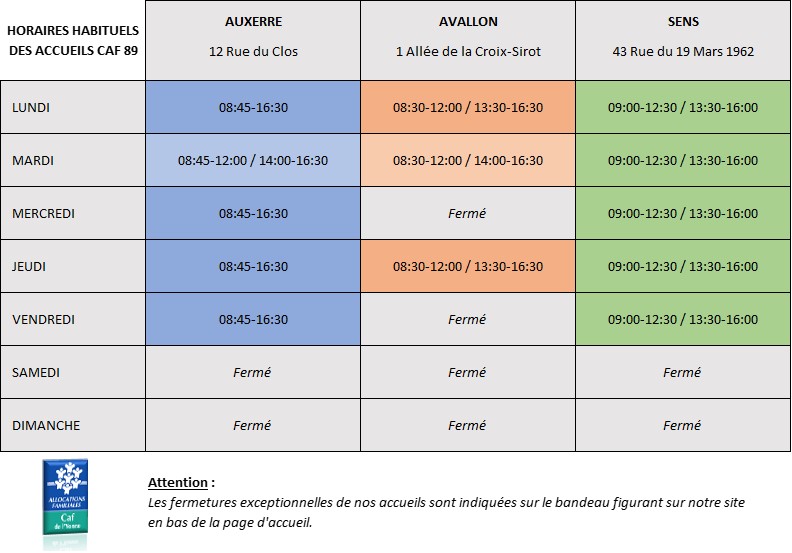 HORAIRES HABITUELS
DES ACCUEILS CAF 89
AUXERRE
12 Rue du Clos
AVALLON
1 Allée de la Croix-Sirot
SENS
43 Rue du 19 Mars 1962
LUNDI 08:45-16:30 08:30-12:00 / 13:30-16:30 09:00-12:30 / 13:30-16:00
MARDI 08:45-12:00 / 14:00-16:30 08:30-12:00 / 14:00-16:30 09:00-12:30 / 13:30-16:00
MERCREDI 08:45-16:30 Fermé 09:00-12:30 / 13:30-16:00
JEUDI 08:45-16:30 08:30-12:00 / 13:30-16:30 09:00-12:30 / 13:30-16:00
VENDREDI 08:45-16:30 Fermé 09:00-12:30 / 13:30-16:00
SAMEDI Fermé Fermé Fermé
DIMANCHE Fermé Fermé Fermé
ALLOCATIONS
FAMILIALES
Caf
de l'Yonne
Attention :
Les fermetures exceptionnelles de nos accueils sont indiquées sur le bandeau figurant sur notre site
en bas de la page d'accueil.